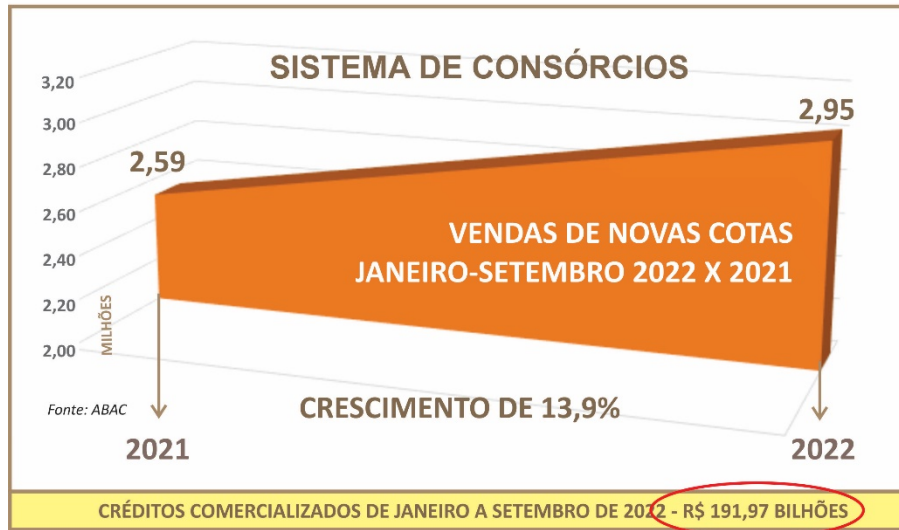 SISTEMA DE CONSÓRCIOS
3,20
3,00
2,80
2,60
2,40
2,20
2,00
MILHÕES
2,59
2,95
VENDAS DE NOVAS COTAS
JANEIRO-SETEMBRO 2022 X 2021
Fonte: ABAC
CRESCIMENTO DE 13,9%
2021
2022
CRÉDITOS COMERCIALIZADOS DE JANEIRO A SETEMBRO DE 2022 - R$ 191,97 BILHÕES